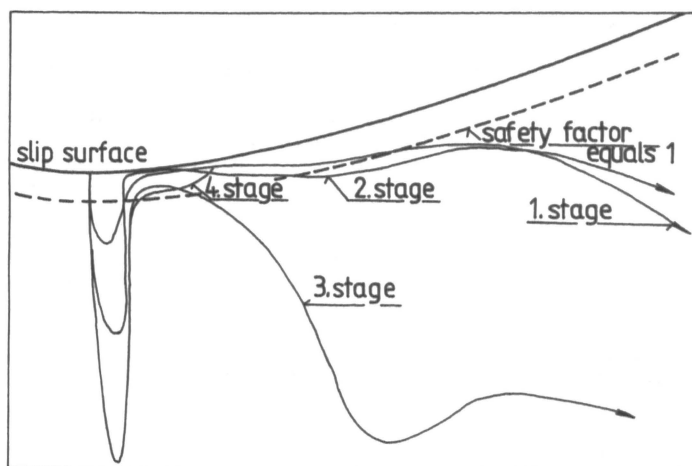 slip surface
safety factor
equals 1
4.stage
2.stage
1.stage
3.stage